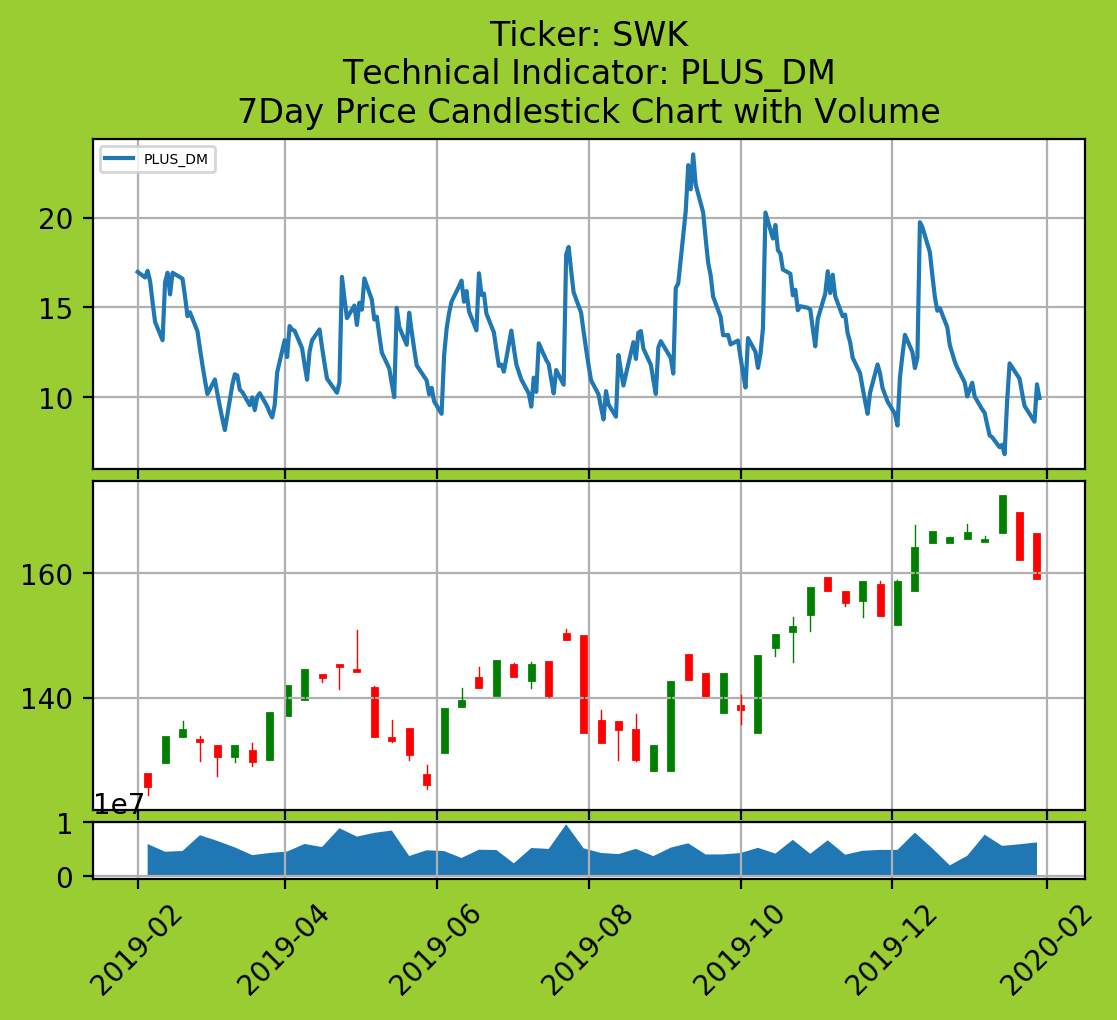 Ticker: SWK
Technical Indicator: PLUS_DM
7Day Price Candlestick Chart with Volume
PLUS_DM
20
15
10
160
140
1e7
1
0
2019-02
2019-04
2019-06
2019-08
2019-10
2019-12
2020-02